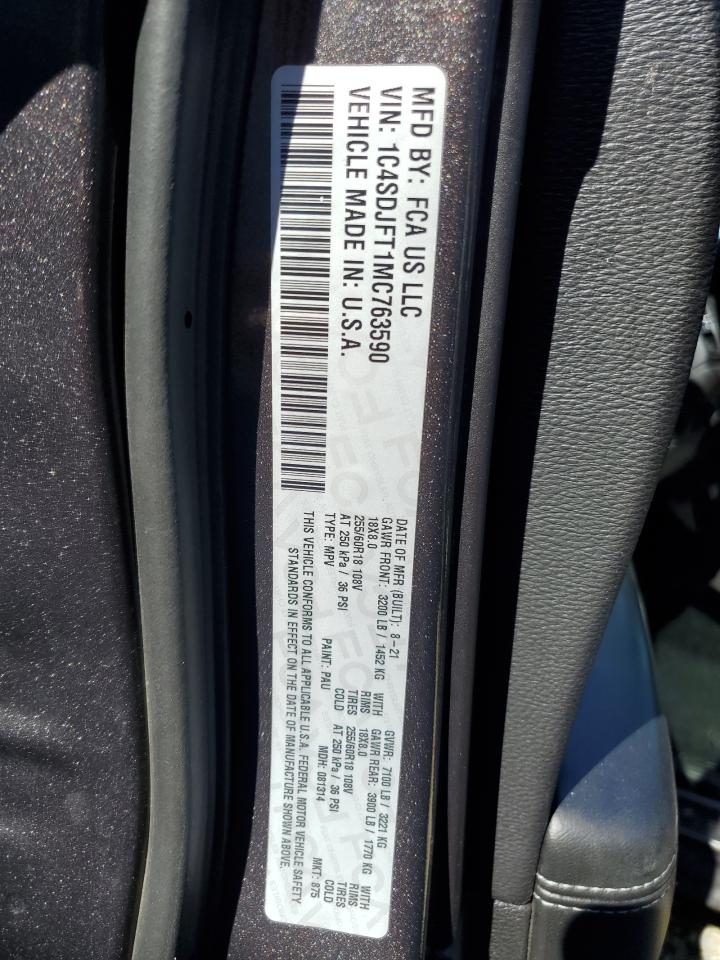 MFD BY: FCA US LLC
VIN: 1C4SDJFT1MC763590
VEHICLE MADE IN: U.S.A.
DATE OF MFR (BUILT): 8-21 GVWR: 7100 LB / 3221 KG
GAWR FRONT: 3200 LB / 1452 KG WITH GAWR REAR: 3900 LB / 1770 KG WITH
18X8.0 RIMS 18X8.0 RIMS
255/60R18 108V TIRES 255/60R18 108V TIRES
AT 250 kPa / 36 PSI COLD AT 250 kPa / 36 PSI COLD
TYPE: MPV PAINT: PAU MDH: 081314 MKT: 875
THIS VEHICLE CONFORMS TO ALL APPLICABLE U.S.A. FEDERAL MOTOR VEHICLE SAFETY
STANDARDS IN EFFECT ON THE DATE OF MANUFACTURE SHOWN ABOVE.